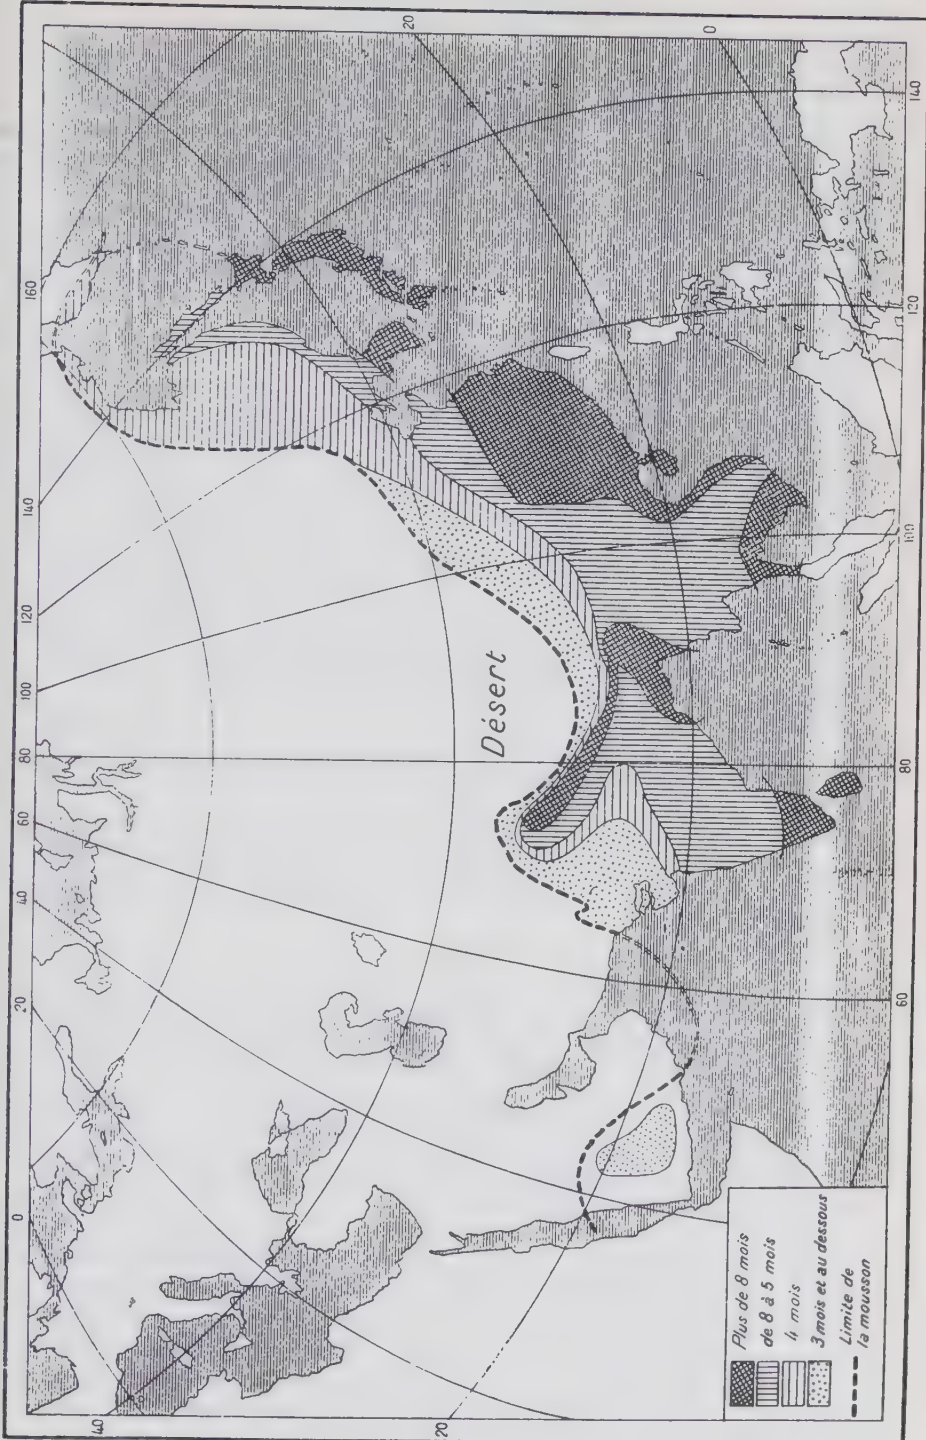 0 20 40 60 80 100 120 140 160
40
20
20
0
Désert
Plus de 8 mois
de 8 à 5 mois
4 mois
3 mois et au dessous
Limite de
la mousson
60 80 100 120 140